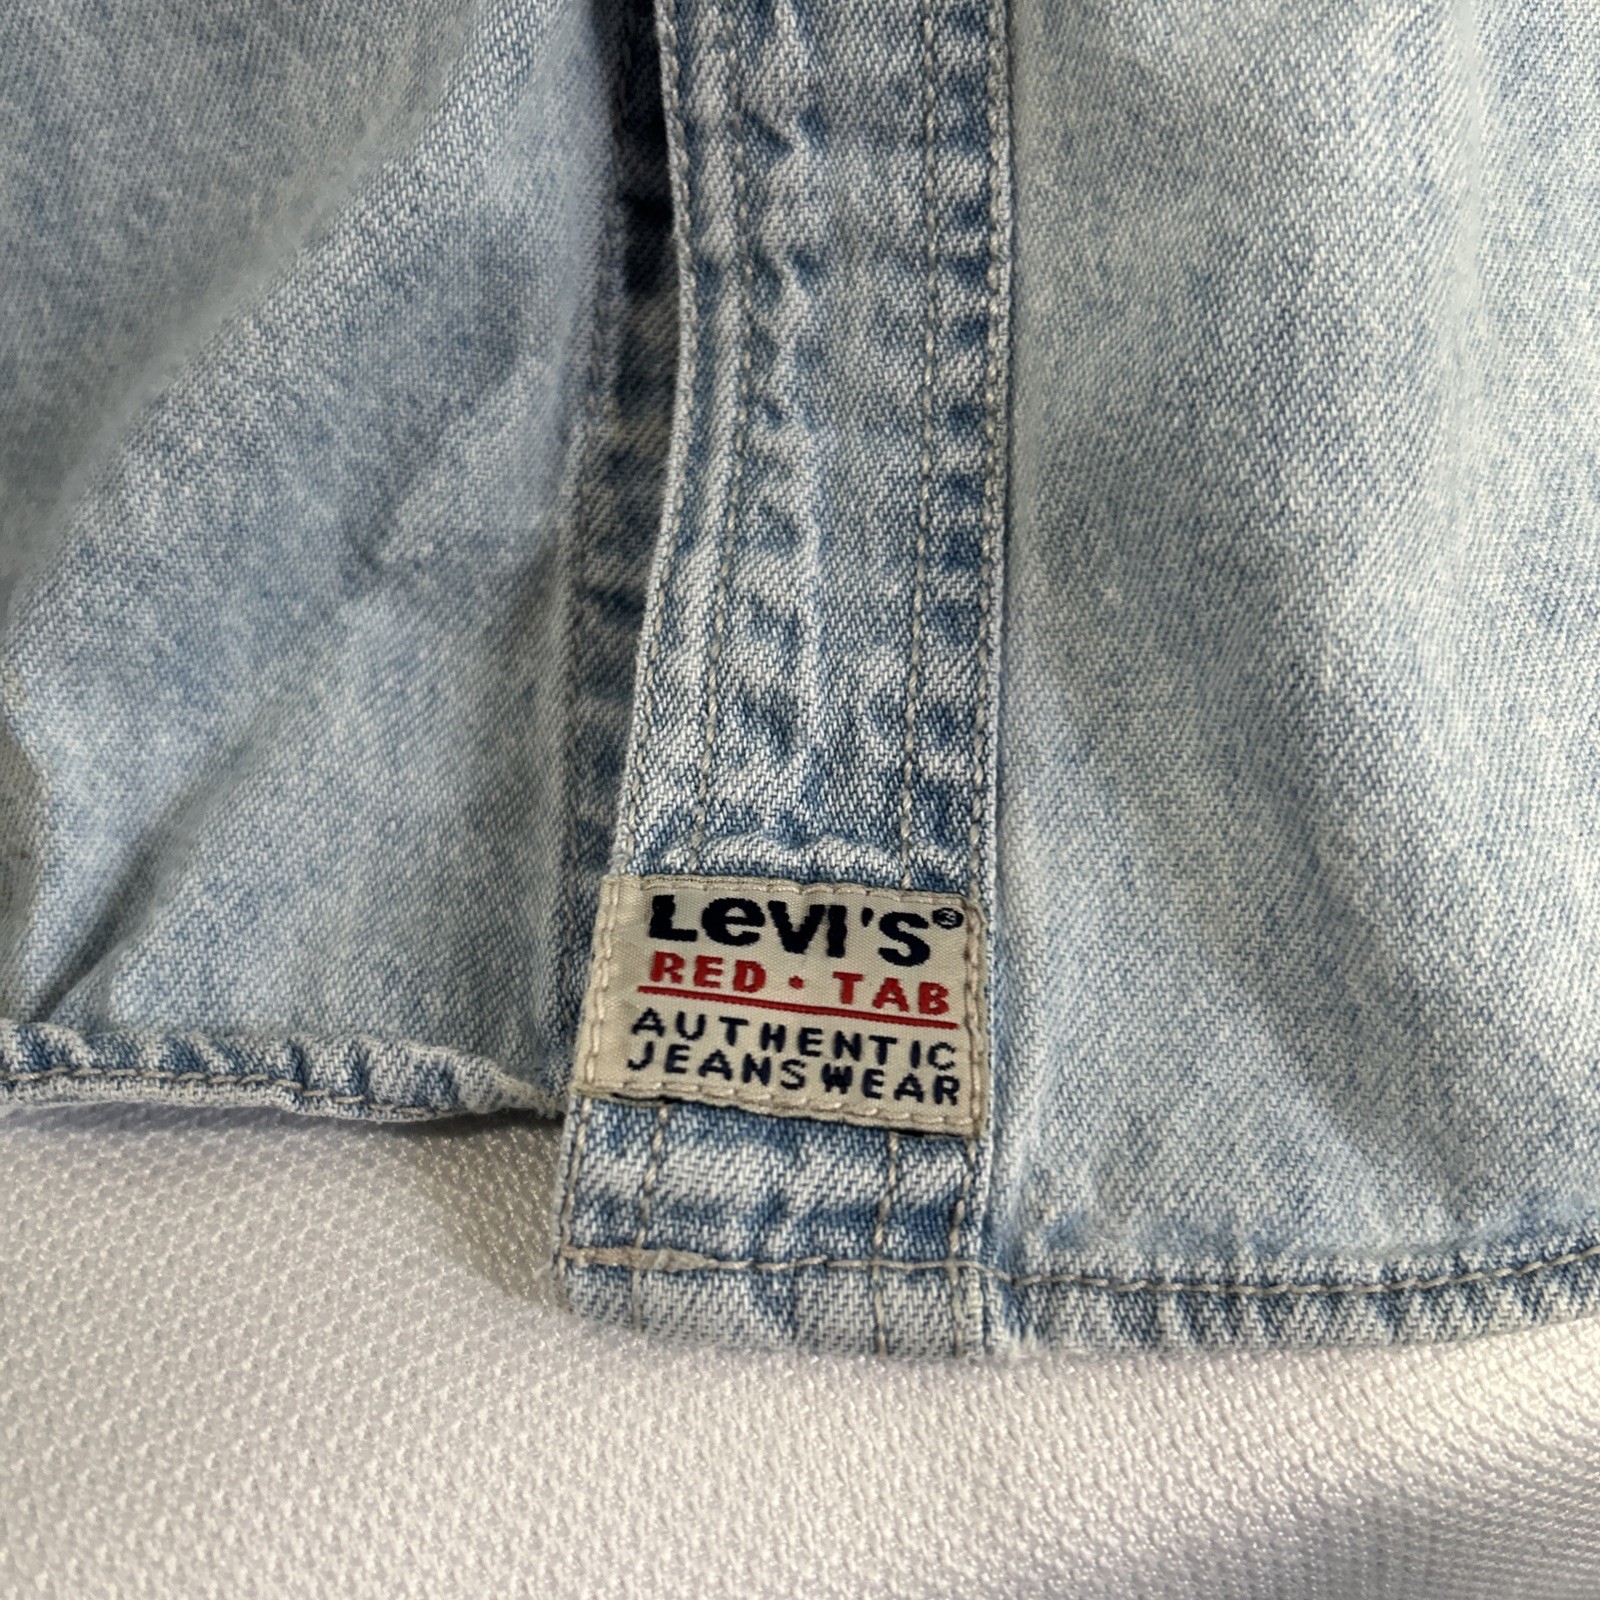 Levi's®
RED • TAB
AUTHENTIC
JEANSWEAR